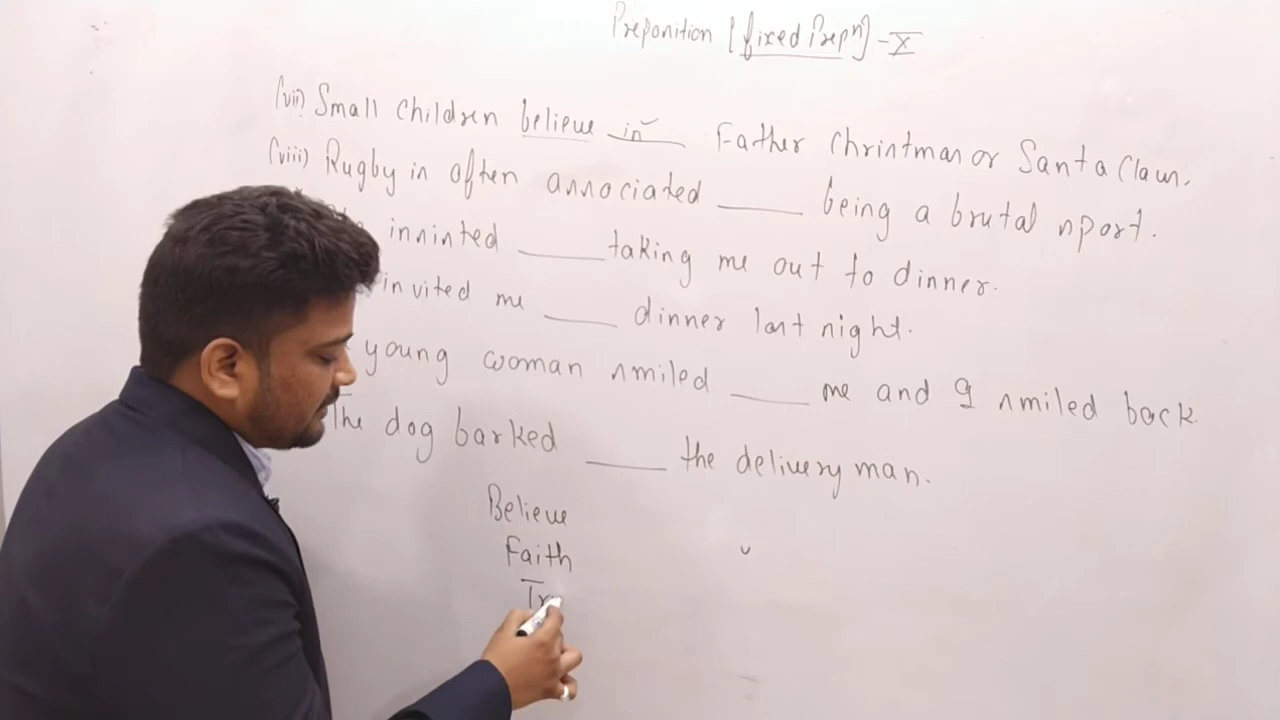 Preposition [fixed Prepⁿ] - X
(vii) Small children believe in Father Christmas or Santa Claus.
(viii) Rugby is often associated ____ being a brutal sport.
insisted ____ taking me out to dinner.
invited me ____ dinner last night.
young woman smiled ____ me and I smiled back.
The dog barked ____ the delivery man.
Believe
Faith
Tr